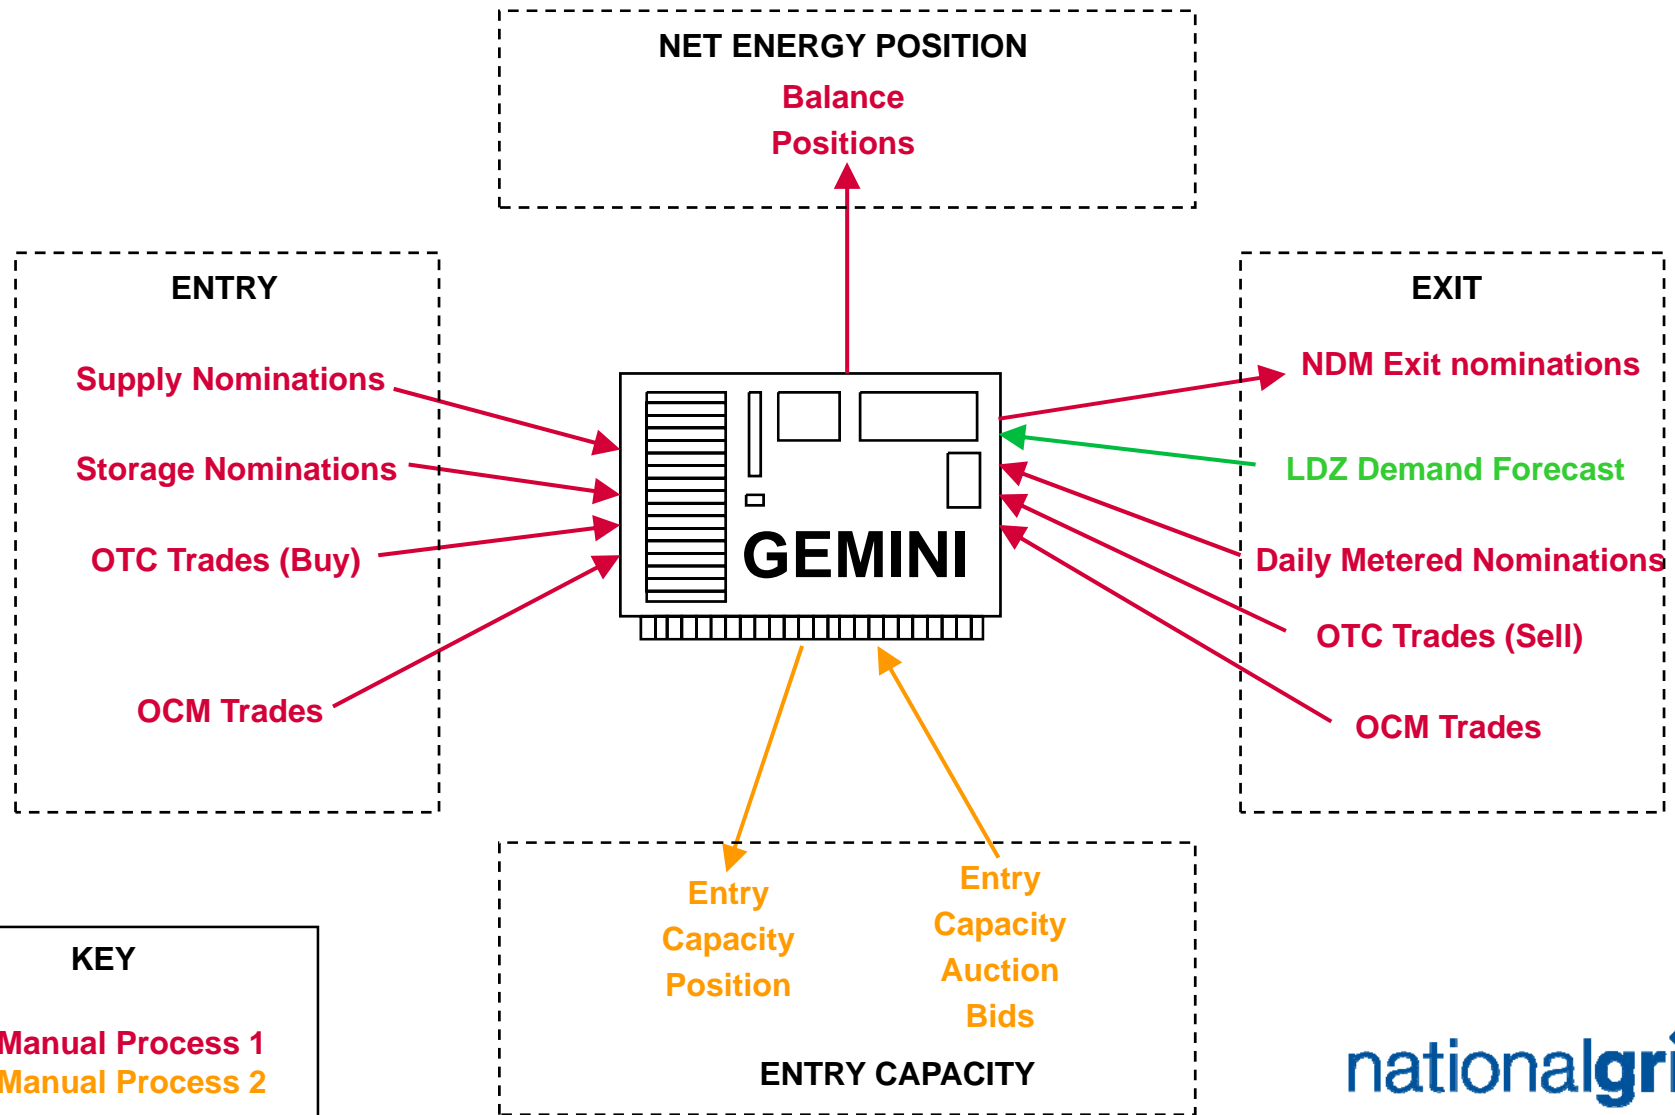 NET ENERGY POSITION
Balance
Positions
ENTRY
Supply Nominations
Storage Nominations
OTC Trades (Buy)
OCM Trades
GEMINI
EXIT
NDM Exit nominations
LDZ Demand Forecast
Daily Metered Nominations
OTC Trades (Sell)
OCM Trades
Entry
Capacity
Position
Entry
Capacity
Auction
Bids
ENTRY CAPACITY
KEY
Manual Process 1
Manual Process 2
nationalgri